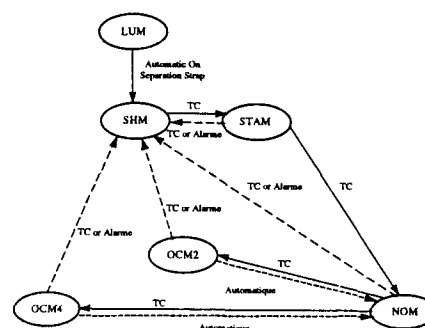 LUM
Automatic On
Separation Strap
TC
SHM
STAM
TC or Alarme
TC or Alarme
TC
TC or Alarme
TC or Alarme
OCM2
TC
Automatique
OCM4
TC
NOM
Automatique